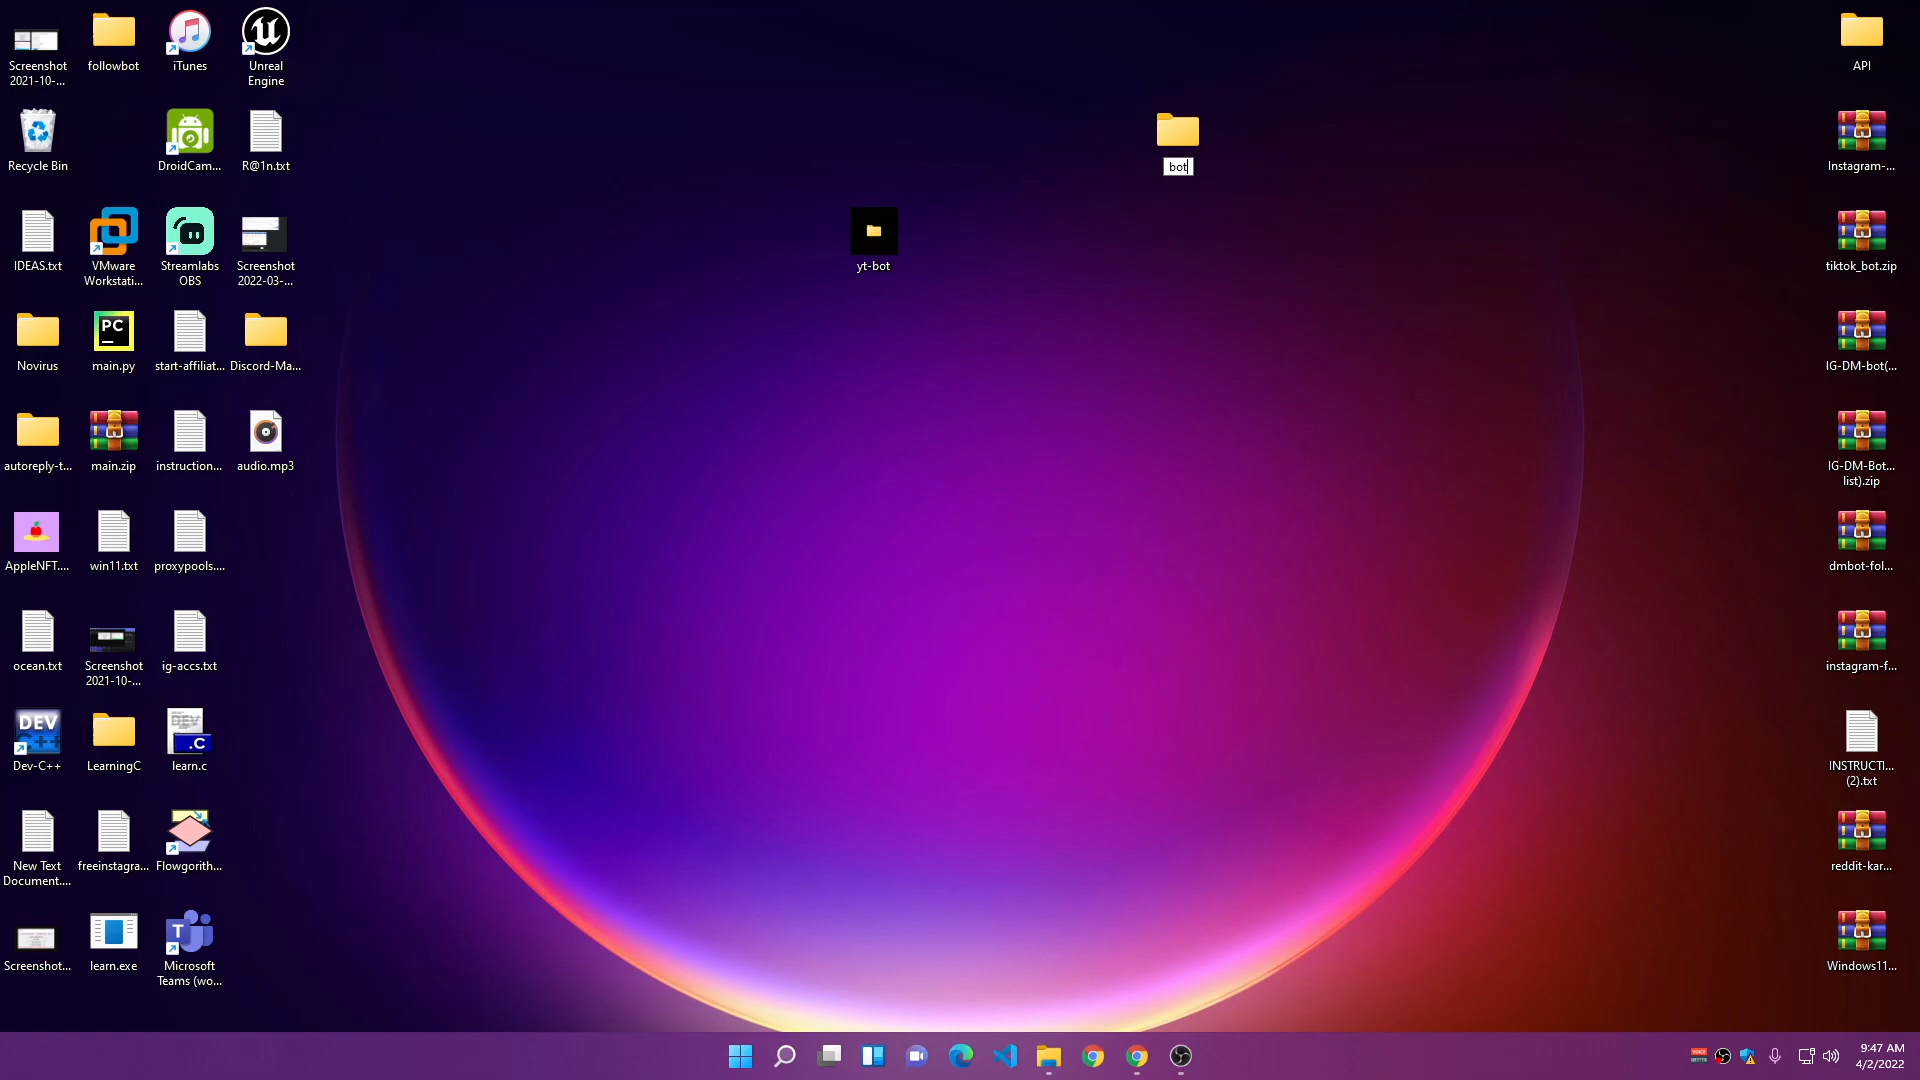 Screenshot
2021-10-...
followbot
iTunes
Unreal
Engine
Recycle Bin
DroidCam...
R@1n.txt
IDEAS.txt
VMware
Workstati...
Streamlabs
OBS
Screenshot
2022-03-...
Novirus
PC
main.py
start-affiliat...
Discord-Ma...
autoreply-t...
main.zip
instruction...
audio.mp3
AppleNFT....
win11.txt
proxypools....
ocean.txt
Screenshot
2021-10-...
ig-accs.txt
DEV
C++
Dev-C++
LearningC
DEV
.C
learn.c
New Text
Document....
freeinstagra...
Flowgorith...
Screenshot...
learn.exe
T
Microsoft
Teams (wo...
yt-bot
bot
API
Instagram-...
tiktok_bot.zip
IG-DM-bot(...
IG-DM-Bot...
list).zip
dmbot-fol...
instagram-f...
INSTRUCTI...
(2).txt
reddit-kar...
Windows11...
9:47 AM
4/2/2022